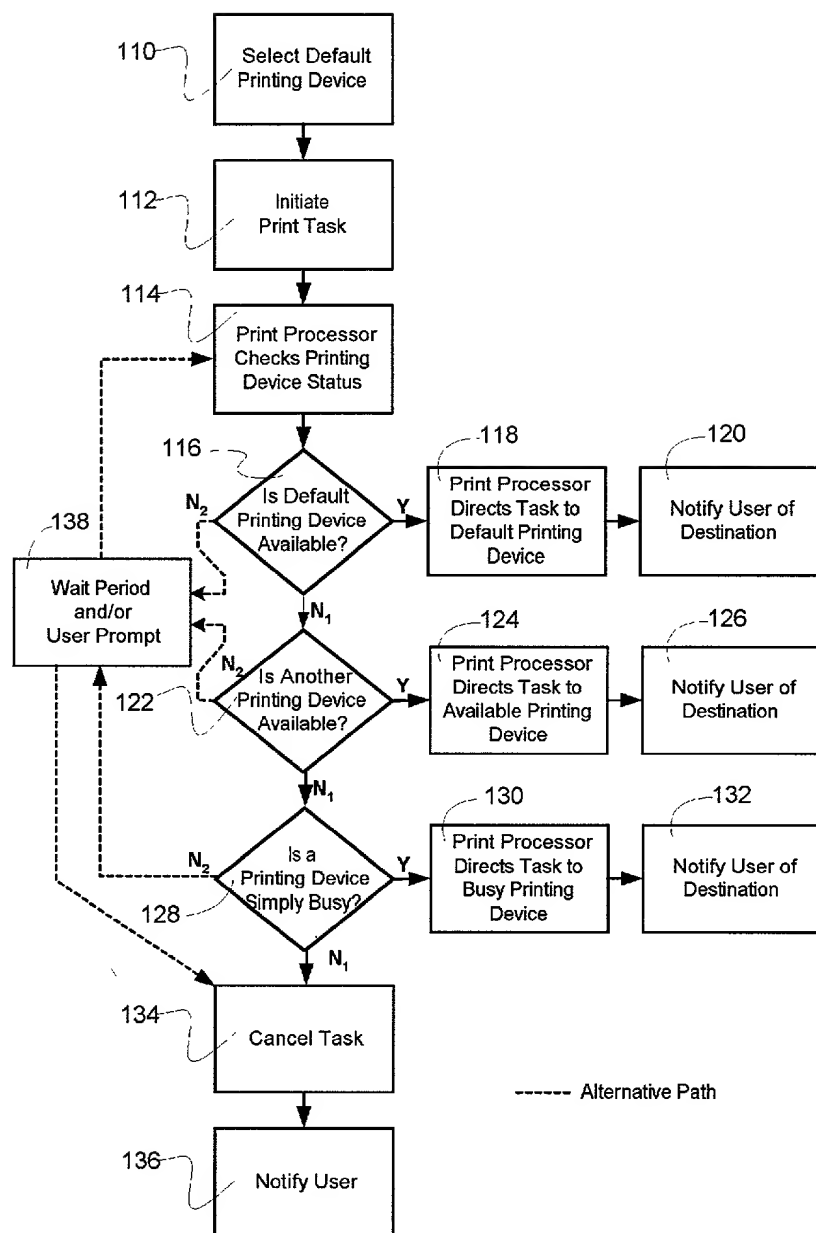 110
Select Default
Printing Device
112
Initiate
Print Task
114
Print Processor
Checks Printing
Device Status
116
Is Default
Printing Device
Available?
N2
Y
N1
118
Print Processor
Directs Task to
Default Printing
Device
120
Notify User of
Destination
138
Wait Period
and/or
User Prompt
122
Is Another
Printing Device
Available?
N2
Y
N1
124
Print Processor
Directs Task to
Available Printing
Device
126
Notify User of
Destination
128
Is a
Printing Device
Simply Busy?
N2
Y
N1
130
Print Processor
Directs Task to
Busy Printing
Device
132
Notify User of
Destination
134
Cancel Task
Alternative Path
136
Notify User